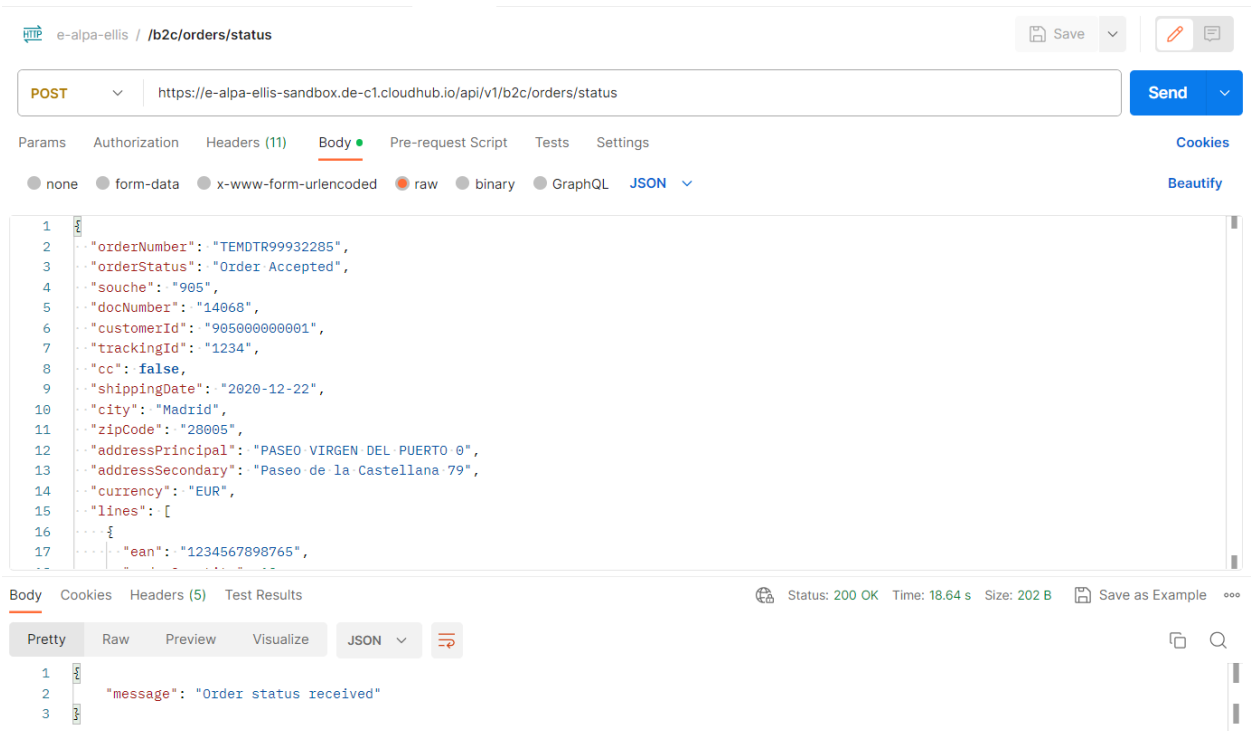 HTTP e-alpa-ellis / /b2c/orders/status Save
POST https://e-alpa-ellis-sandbox.de-c1.cloudhub.io/api/v1/b2c/orders/status Send
Params Authorization Headers (11) Body Pre-request Script Tests Settings Cookies
none form-data x-www-form-urlencoded raw binary GraphQL JSON Beautify
1 {
2 "orderNumber": "TEMDTR99932285",
3 "orderStatus": "Order Accepted",
4 "souche": "905",
5 "docNumber": "14068",
6 "customerId": "905000000001",
7 "trackingId": "1234",
8 "cc": false,
9 "shippingDate": "2020-12-22",
10 "city": "Madrid",
11 "zipCode": "28005",
12 "addressPrincipal": "PASEO VIRGEN DEL PUERTO 0",
13 "addressSecondary": "Paseo de la Castellana 79",
14 "currency": "EUR",
15 "lines": [
16 {
17 "ean": "1234567898765",
Body Cookies Headers (5) Test Results Status: 200 OK Time: 18.64 s Size: 202 B Save as Example
Pretty Raw Preview Visualize JSON
1 {
2 "message": "Order status received"
3 }